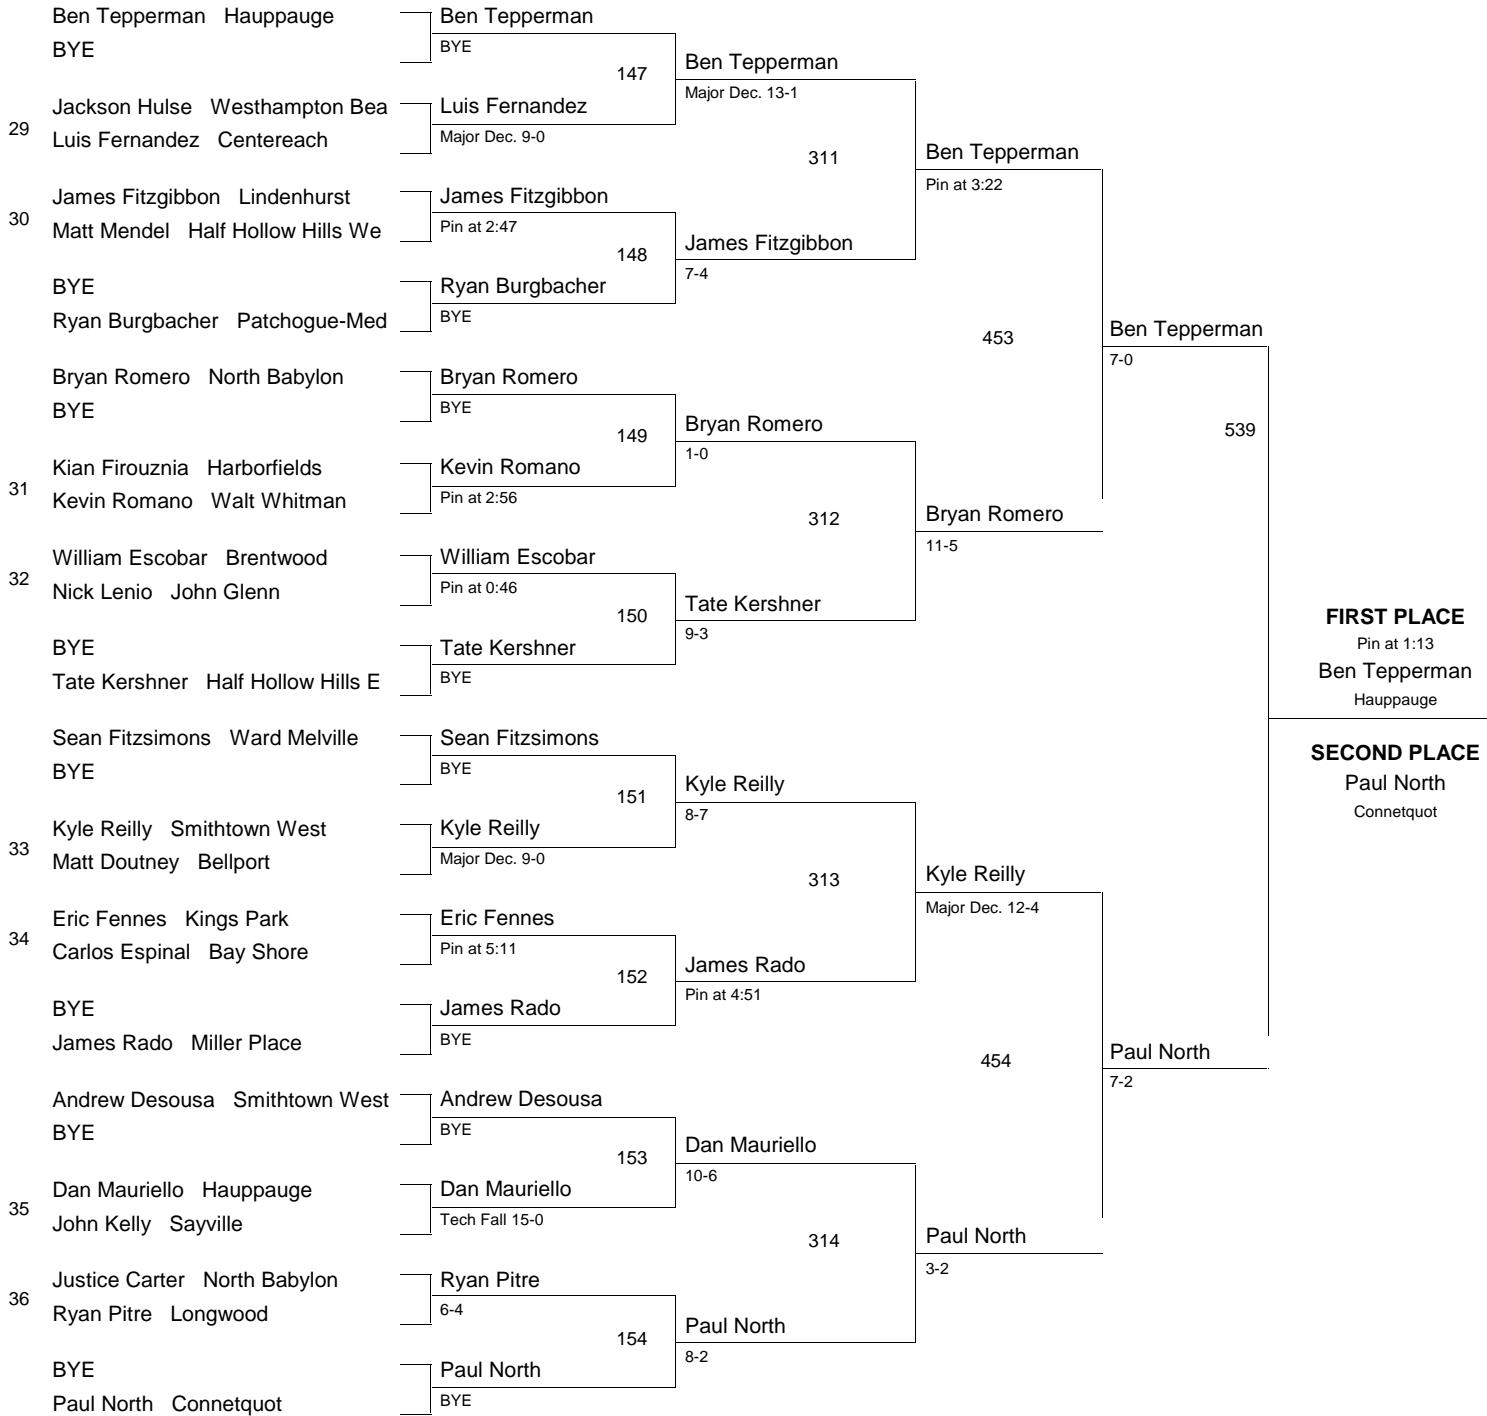 Ben Tepperman Hauppauge
BYE
29
Jackson Hulse Westhampton Bea
Luis Fernandez Centereach
30
James Fitzgibbon Lindenhurst
Matt Mendel Half Hollow Hills We
BYE
Ryan Burgbacher Patchogue-Med
Bryan Romero North Babylon
BYE
31
Kian Firouznia Harborfields
Kevin Romano Walt Whitman
32
William Escobar Brentwood
Nick Lenio John Glenn
BYE
Tate Kershner Half Hollow Hills E
Sean Fitzsimons Ward Melville
BYE
33
Kyle Reilly Smithtown West
Matt Doutney Bellport
34
Eric Fennes Kings Park
Carlos Espinal Bay Shore
BYE
James Rado Miller Place
Andrew Desousa Smithtown West
BYE
35
Dan Mauriello Hauppauge
John Kelly Sayville
36
Justice Carter North Babylon
Ryan Pitre Longwood
BYE
Paul North Connetquot
Ben Tepperman
BYE
147
Luis Fernandez
Major Dec. 9-0
James Fitzgibbon
Pin at 2:47
148
Ryan Burgbacher
BYE
Bryan Romero
BYE
149
Kevin Romano
Pin at 2:56
William Escobar
Pin at 0:46
150
Tate Kershner
BYE
Sean Fitzsimons
BYE
151
Kyle Reilly
Major Dec. 9-0
Eric Fennes
Pin at 5:11
152
James Rado
BYE
Andrew Desousa
BYE
153
Dan Mauriello
Tech Fall 15-0
Ryan Pitre
6-4
154
Paul North
BYE
Ben Tepperman
Major Dec. 13-1
311
James Fitzgibbon
7-4
Bryan Romero
1-0
312
Tate Kershner
9-3
Kyle Reilly
8-7
313
James Rado
Pin at 4:51
Dan Mauriello
10-6
314
Paul North
8-2
Ben Tepperman
Pin at 3:22
453
Bryan Romero
11-5
Kyle Reilly
Major Dec. 12-4
454
Paul North
3-2
Ben Tepperman
7-0
539
Paul North
7-2
FIRST PLACE
Pin at 1:13
Ben Tepperman
Hauppauge
SECOND PLACE
Paul North
Connetquot